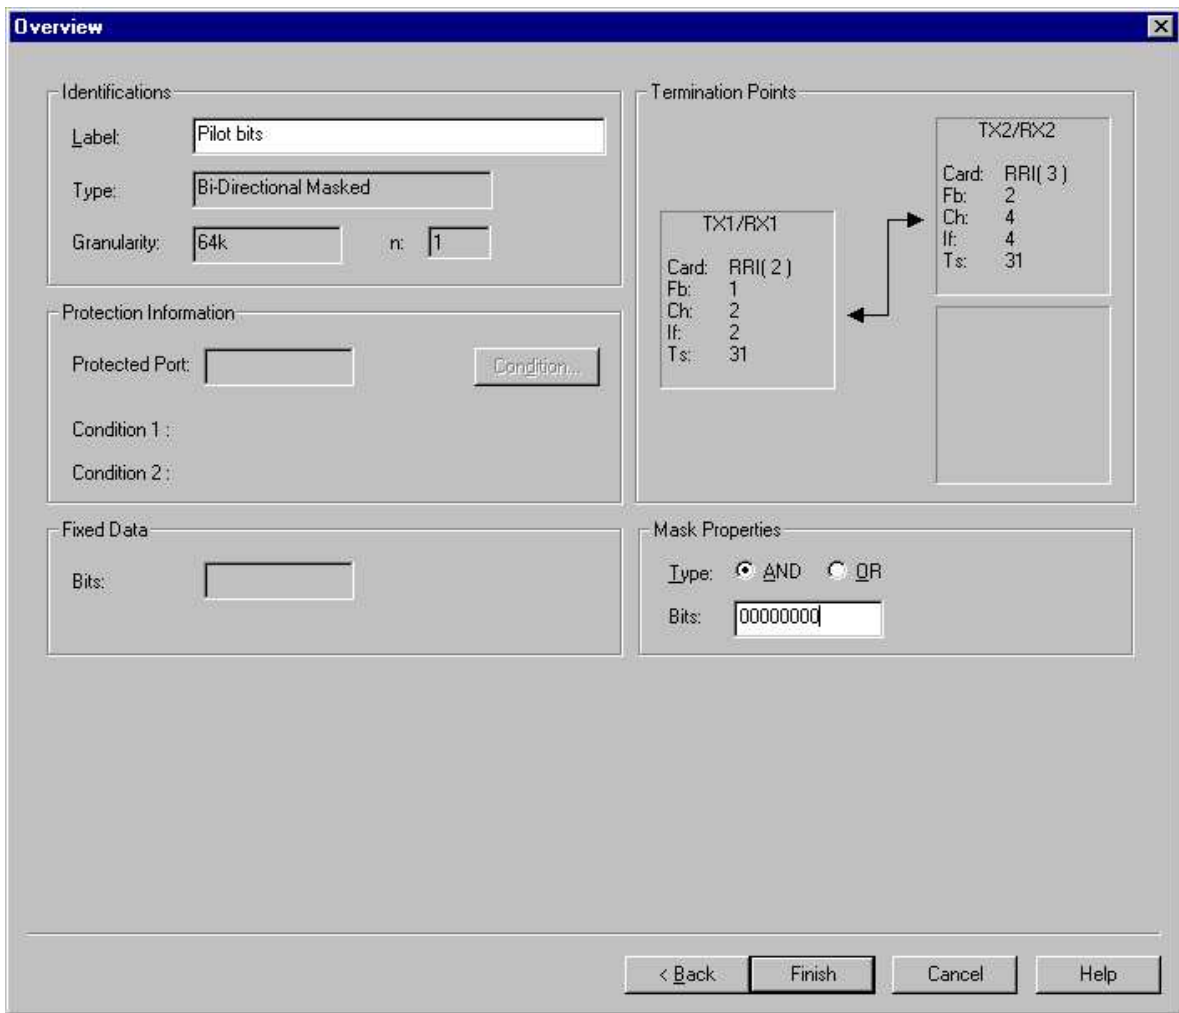 Overview
Identifications
Label: Pilot bits
Type: Bi-Directional Masked
Granularity: 64k n: 1
Protection Information
Protected Port: Condition...
Condition 1 :
Condition 2 :
Fixed Data
Bits:
Termination Points
TX2/RX2
Card: RRI( 3 )
Fb: 2
Ch: 4
If: 4
Ts: 31
TX1/RX1
Card: RRI( 2 )
Fb: 1
Ch: 2
If: 2
Ts: 31
Mask Properties
Type: AND OR
Bits: 00000000
< Back Finish Cancel Help